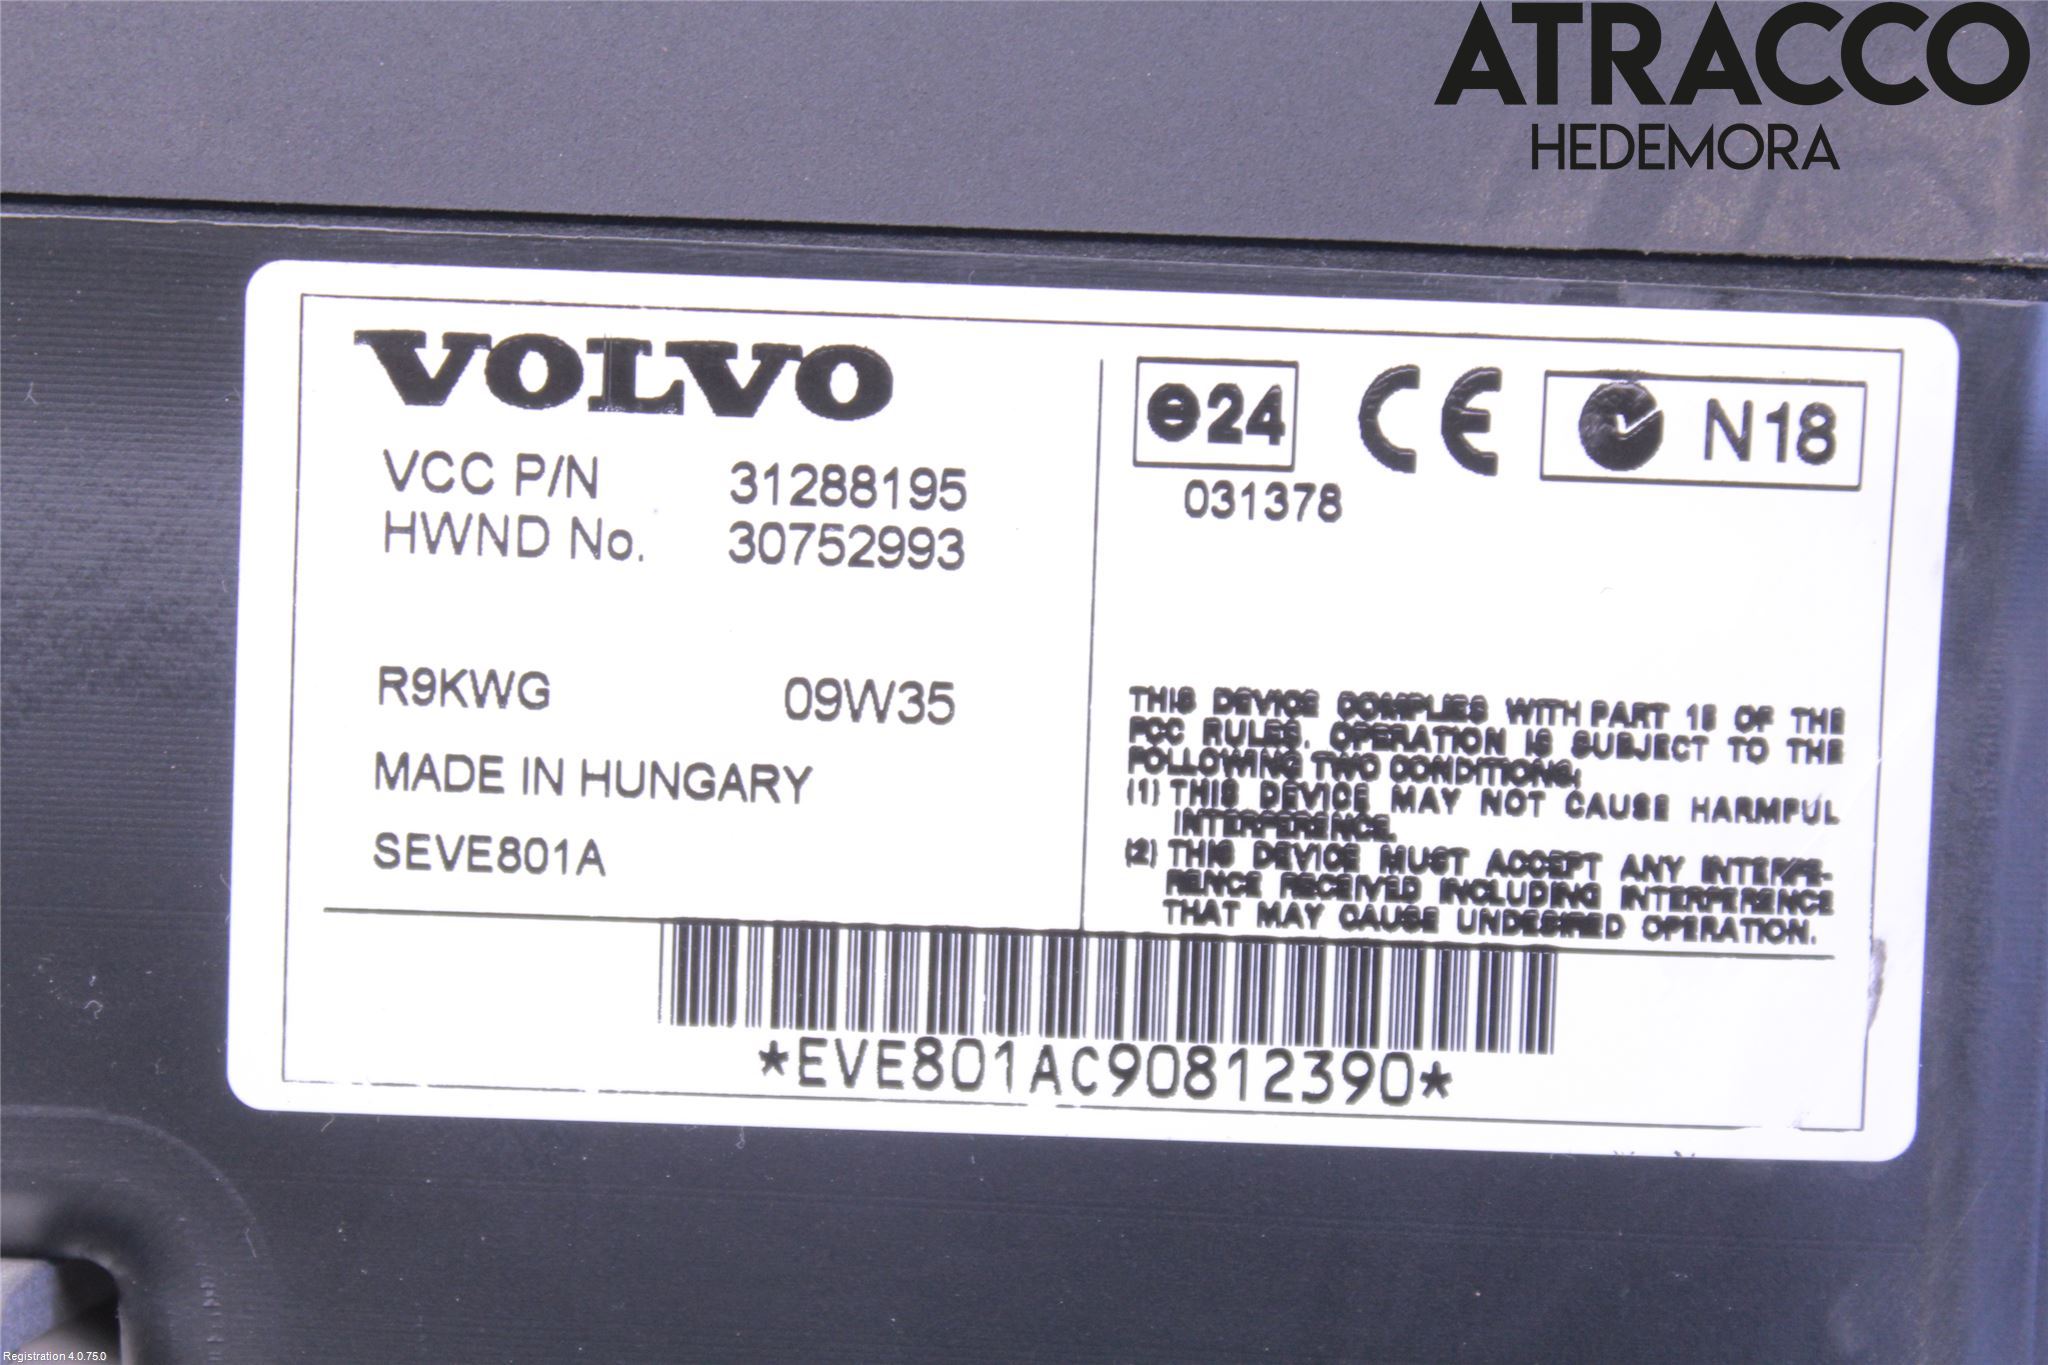 ATRACCO
HEDEMORA
VOLVO
VCC P/N 31288195
HWND No. 30752993
R9KWG 09W35
MADE IN HUNGARY
SEVE801A
e24
031378
CE
N18
THIS DEVICE COMPLIES WITH PART 15 OF THE
FCC RULES. OPERATION IS SUBJECT TO THE
FOLLOWING TWO CONDITIONS;
(1) THIS DEVICE MAY NOT CAUSE HARMFUL
INTERFERENCE.
(2) THIS DEVICE MUST ACCEPT ANY INTERFE-
RENCE RECEIVED INCLUDING INTERFERENCE
THAT MAY CAUSE UNDESIRED OPERATION.
*EVE801AC90812390*
Registration 4.0.75.0